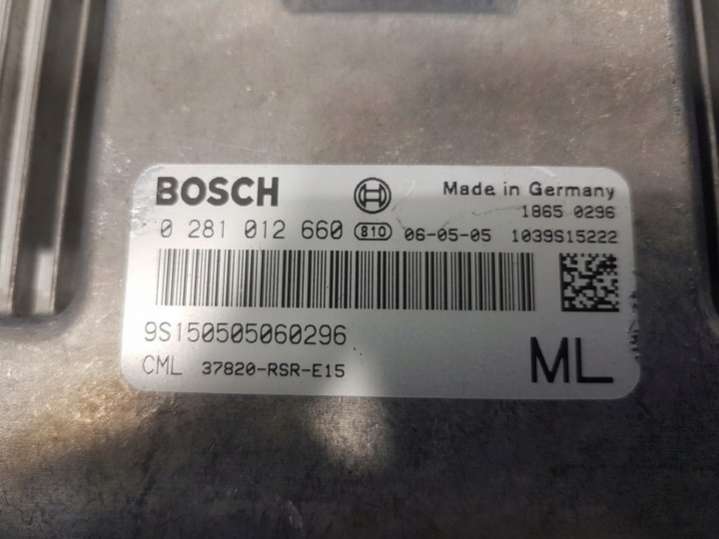 BOSCH Made in Germany
1865 0296
0 281 012 660 810 06-05-05 1039S15222
9S150505060296
CML 37820-RSR-E15 ML